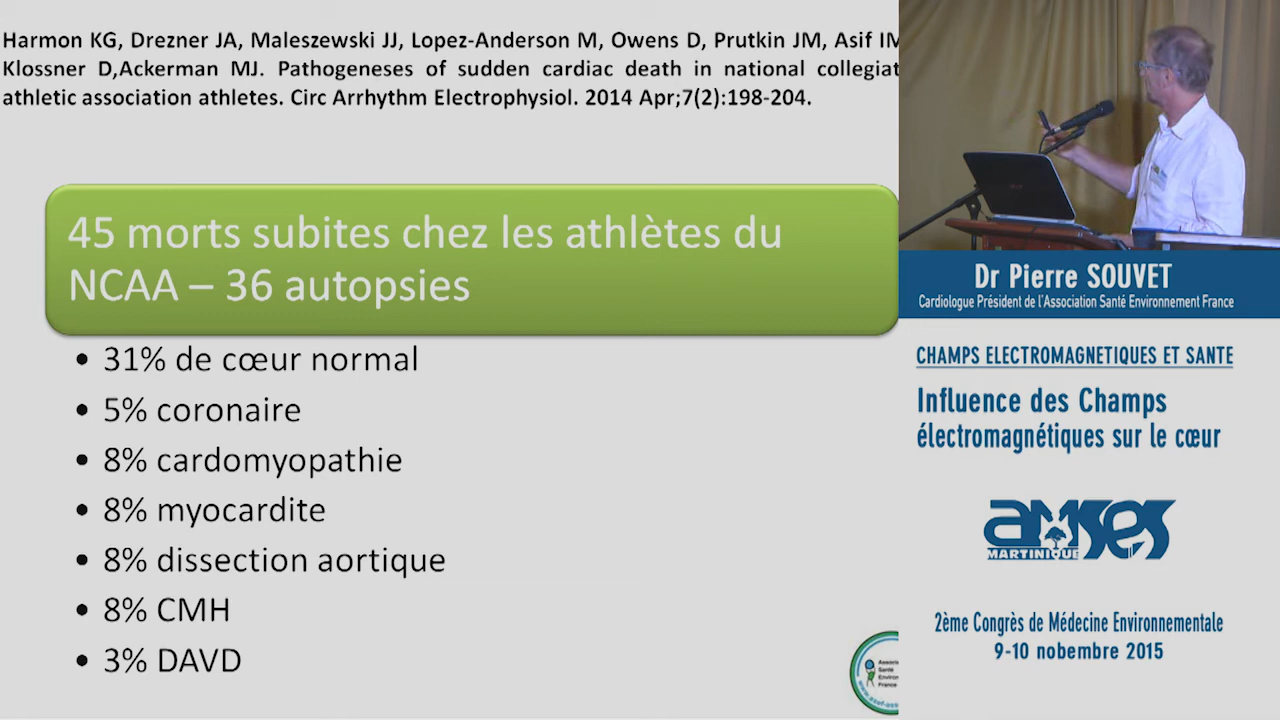 Harmon KG, Drezner JA, Maleszewski JJ, Lopez-Anderson M, Owens D, Prutkin JM, Asif IM
Klossner D,Ackerman MJ. Pathogeneses of sudden cardiac death in national collegiat
athletic association athletes. Circ Arrhythm Electrophysiol. 2014 Apr;7(2):198-204.
45 morts subites chez les athlètes du
NCAA – 36 autopsies
• 31% de cœur normal
• 5% coronaire
• 8% cardomyopathie
• 8% myocardite
• 8% dissection aortique
• 8% CMH
• 3% DAVD
Dr Pierre SOUVET
Cardiologue Président de l'Association Santé Environnement France
CHAMPS ELECTROMAGNETIQUES ET SANTE
Influence des Champs
électromagnétiques sur le cœur
amses
MARTINIQUE
2ème Congrès de Médecine Environnementale
9-10 nobembre 2015